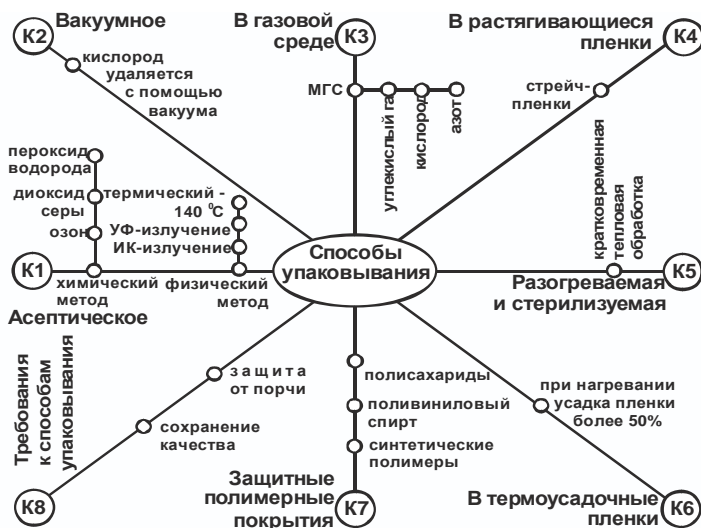 К2
Вакуумное
кислород
удаляется
с помощью
вакуума
В газовой
среде
К3
МГС
углекислый га
кислород
азот
В растягивающиеся
пленки
К4
стрейч-
пленки
пероксид
водорода
диоксид
серы
озон
термический -
140 °С
УФ-излучение
ИК-излучение
К1
химический
метод
физический
метод
Асептическое
Способы
упаковывания
кратковременная
тепловая
обработка
К5
Разогреваемая
и стерилизуемая
Требования
к способам
упаковывания
защита
от порчи
сохранение
качества
К8
полисахариды
поливиниловый
спирт
синтетические
полимеры
Защитные
полимерные
покрытия
К7
при нагревании
усадка пленки
более 50%
В термоусадочные
пленки
К6